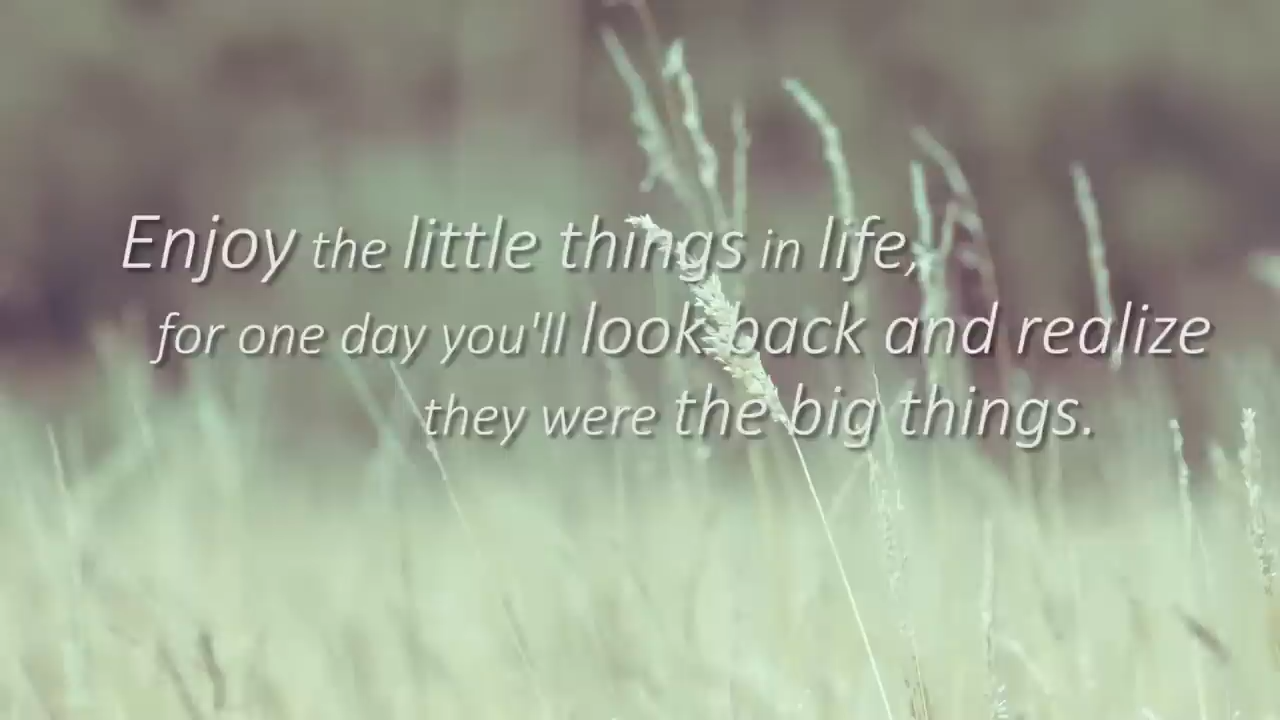 Enjoy the little things in life,
for one day you'll look back and realize
they were the big things.